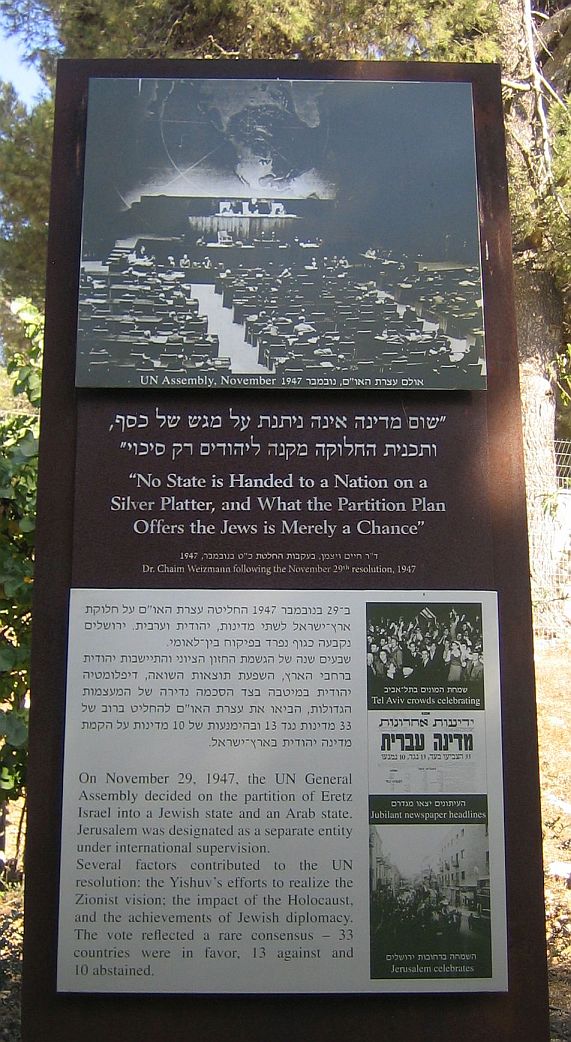 UN Assembly, November 1947 אולם עצרת האו״ם, נובמבר
״שום מדינה אינה ניתנת על מגש של כסף,
ותכנית החלוקה מקנה ליהודים רק סיכוי״
“No State is Handed to a Nation on a
Silver Platter, and What the Partition Plan
Offers the Jews is Merely a Chance”
ד״ר חיים ויצמן, בעקבות החלטת כ״ט בנובמבר, 1947
Dr. Chaim Weizmann following the November 29th resolution, 1947
ב־29 בנובמבר 1947 החליטה עצרת האו״ם על חלוקת
ארץ־ישראל לשתי מדינות, יהודית וערבית. ירושלים
נקבעה כגוף נפרד בפיקוח בין־לאומי.
שבעים שנה של הגשמת החזון הציוני והתיישבות יהודית
ברחבי הארץ, השפעת תוצאות השואה, דיפלומטיה
יהודית במיטבה בצד הסכמה נדירה של המעצמות
הגדולות, הביאו את עצרת האו״ם להחליט ברוב של
33 מדינות נגד 13 ובהימנעות של 10 מדינות על הקמת
מדינה יהודית בארץ־ישראל.
On November 29, 1947, the UN General
Assembly decided on the partition of Eretz
Israel into a Jewish state and an Arab state.
Jerusalem was designated as a separate entity
under international supervision.
Several factors contributed to the UN
resolution: the Yishuv’s efforts to realize the
Zionist vision; the impact of the Holocaust,
and the achievements of Jewish diplomacy.
The vote reflected a rare consensus – 33
countries were in favor, 13 against and
10 abstained.
שמחת המונים בתל־אביב
Tel Aviv crowds celebrating
ידיעות אחרונות
מדינה עברית
33 הצביעו בעד, 13 נגד, 10 נמנעו
העיתונים יצאו מגדרם
Jubilant newspaper headlines
השמחה ברחובות ירושלים
Jerusalem celebrates